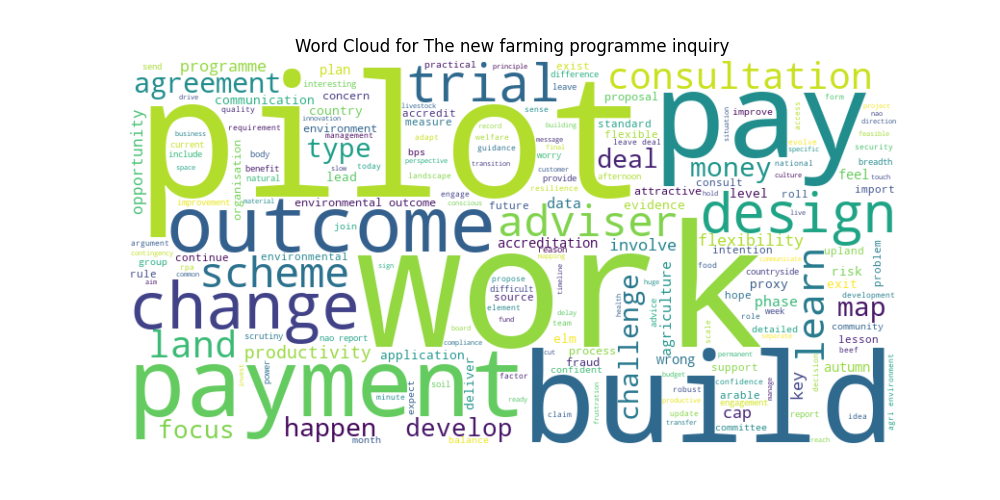 Word Cloud for The new farming programme inquiry
send programme plan practical principle exist consultation
agreement interesting trial difference
communication country concern livestock accredit leave proposal access form project
opportunity drive quality innovation measure sense standard improve nao direction
business requirement environment adapt record building flexible situation evolve feasible
pilot pay
current management welfare message deal national specific security
include body type bps guidance final worry money breadth
space organisation benefit slow today perspective customer afternoon consult culture feel touch
natural lead landscape transition provide attractive level roll import
material environmental outcome engage resilience hold
improvement future data evidence live
outcome adviser design
join conscious
argument contingency continue environmental accreditation involve flexibility upland
group rpa reason mapping intention communicate problem
rule common scheme sign propose timeline food countryside risk
aim difficult health proxy exit
change work source huge hope learn development
element advice agriculture phase week map
scrutiny nao report fund delay challenge role community
land board team scale detailed lesson
compliance elm process separate beef
productivity application cut fraud wrong permanent decision
invest power factor confident support autumn
payment soil deliver budget confidence key
minute expect ready frustration robust productive arable manage idea
build claim engagement cap report agri environment
focus happen develop update transfer committee
month balance reach